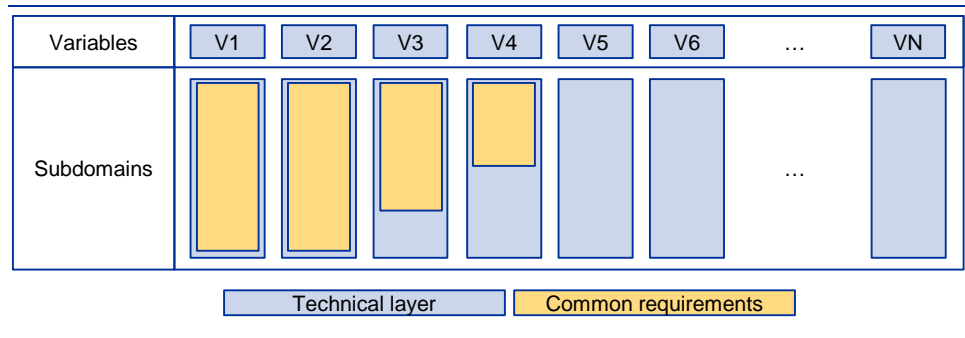 Variables V1 V2 V3 V4 V5 V6 … VN
Subdomains …
Technical layer Common requirements